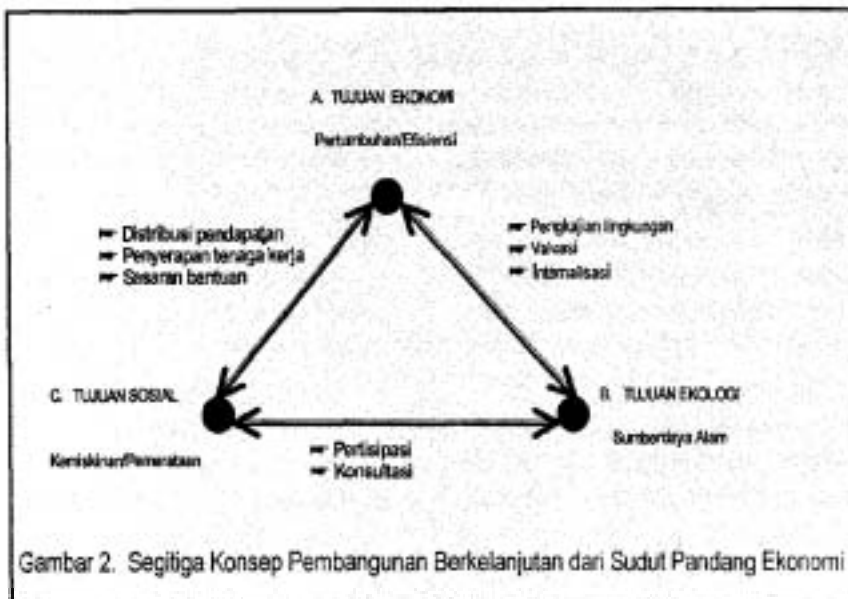 A. TUJUAN EKONOMI
Pertumbuhan/Efisiensi
☛ Distribusi pendapatan
☛ Penyerapan tenaga kerja
☛ Sasaran bantuan
☛ Pengkajian lingkungan
☛ Valuasi
☛ Internalisasi
C. TUJUAN SOSIAL
Kemiskinan/Pemerataan
B. TUJUAN EKOLOGI
Sumberdaya Alam
☛ Partisipasi
☛ Konsultasi
Gambar 2. Segitiga Konsep Pembangunan Berkelanjutan dari Sudut Pandang Ekonomi